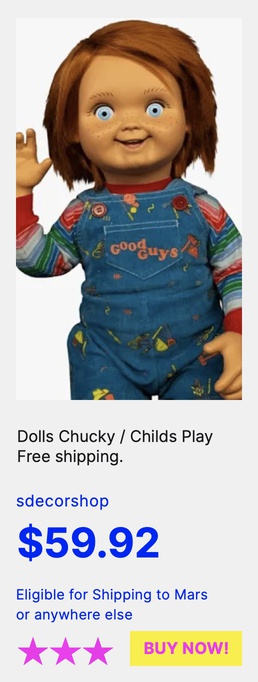 Good Guys
Dolls Chucky / Childs Play
Free shipping.
sdecorshop
$59.92
Eligible for Shipping to Mars
or anywhere else
BUY NOW!